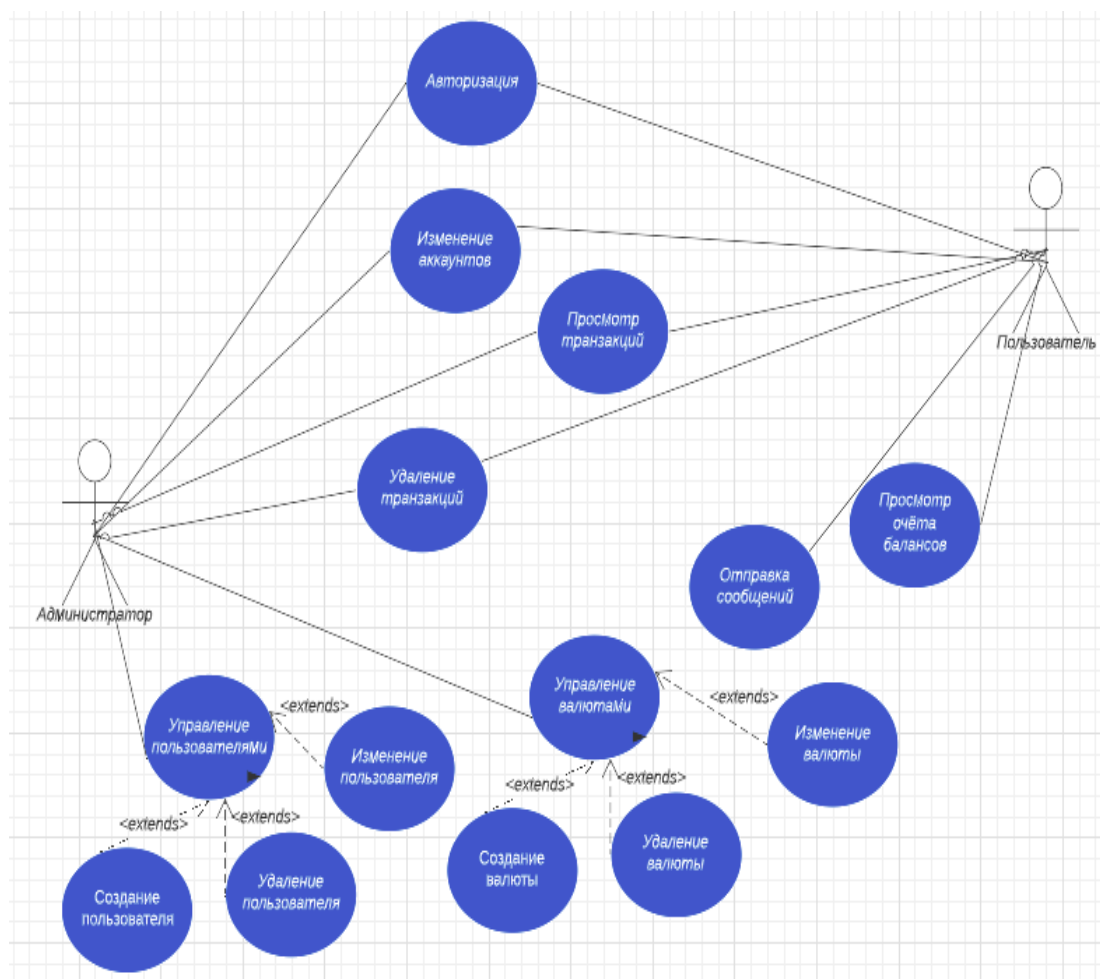 Авторизация
Изменение
аккаунтов
Просмотр
транзакций
Пользователь
Удаление
транзакций
Просмотр
очёта
балансов
Отправка
сообщений
Администратор
Управление
пользователями
<extends>
Изменение
пользователя
<extends>
<extends>
Создание
пользователя
Удаление
пользователя
Управление
валютами
<extends>
Изменение
валюты
<extends>
<extends>
Создание
валюты
Удаление
валюты